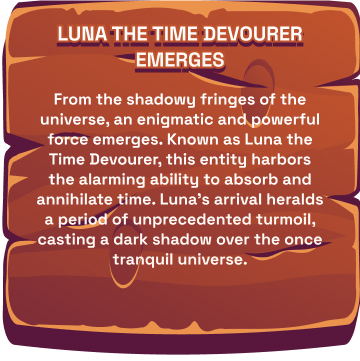 LUNA THE TIME DEVOURER
EMERGES
From the shadowy fringes of the
universe, an enigmatic and powerful
force emerges. Known as Luna the
Time Devourer, this entity harbors
the alarming ability to absorb and
annihilate time. Luna's arrival heralds
a period of unprecedented turmoil,
casting a dark shadow over the once
tranquil universe.